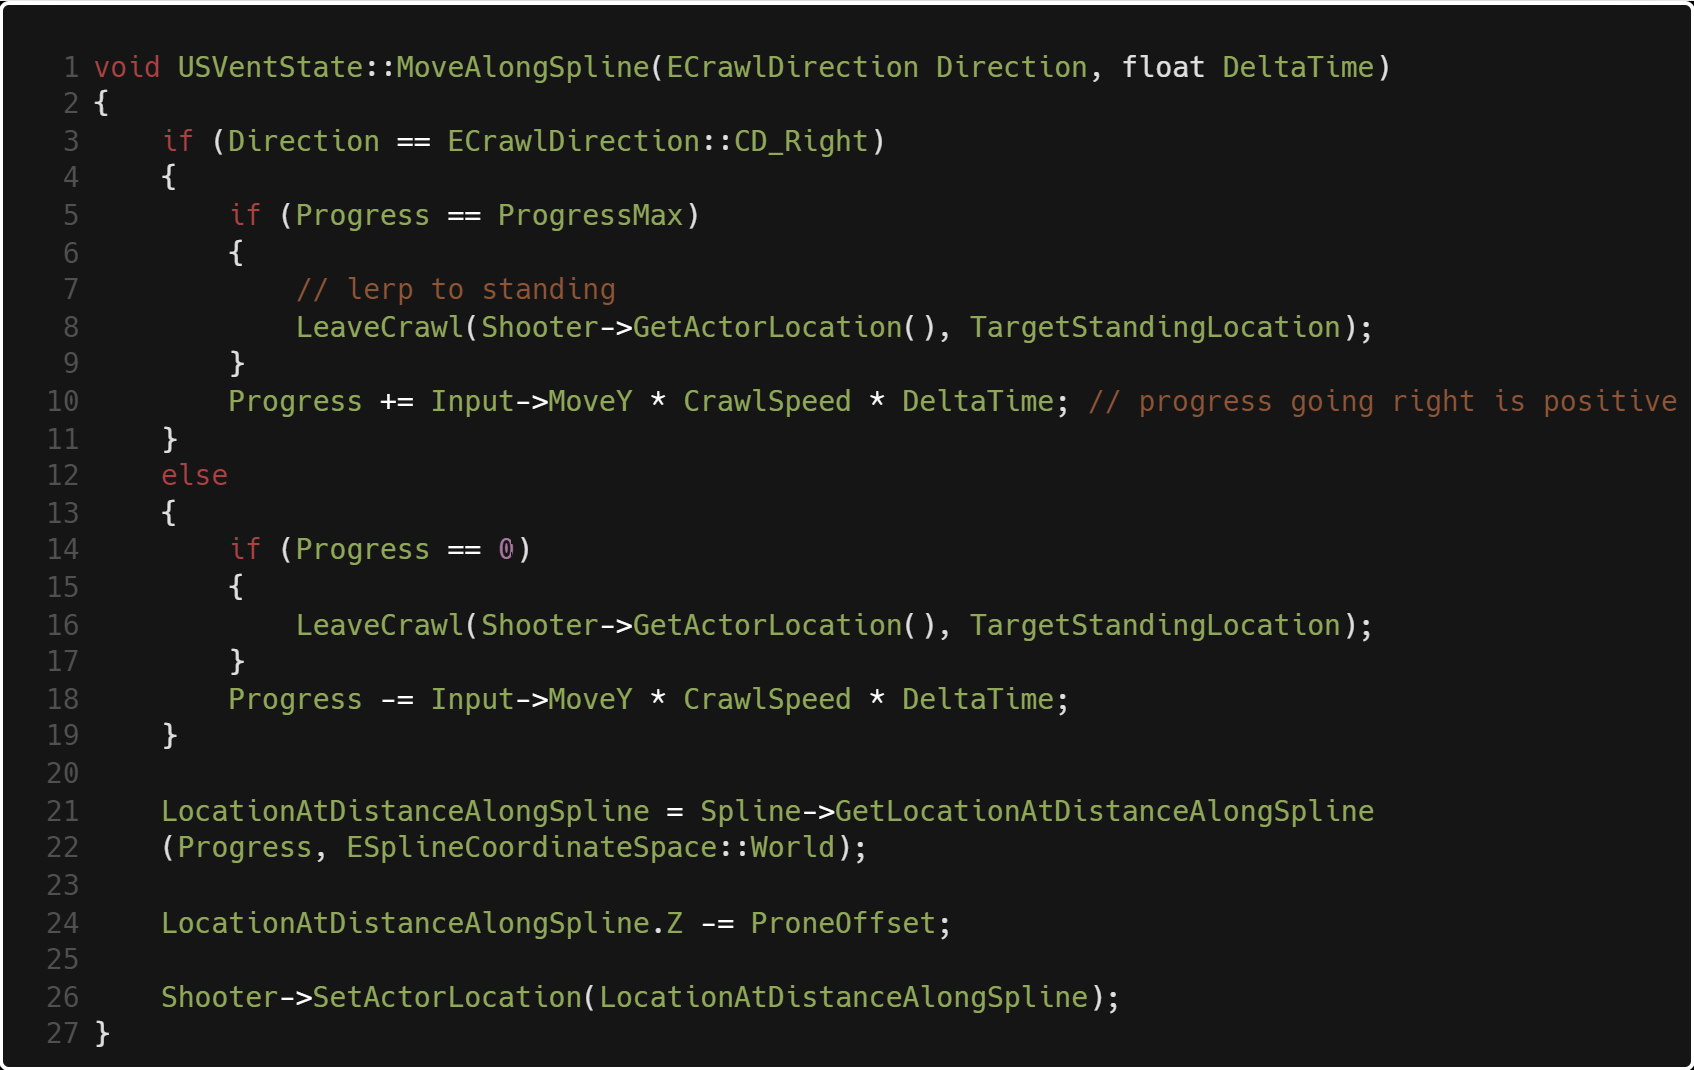 1 void USVentState::MoveAlongSpline(ECrawlDirection Direction, float DeltaTime)
2 {
3     if (Direction == ECrawlDirection::CD_Right)
4     {
5         if (Progress == ProgressMax)
6         {
7             // lerp to standing
8             LeaveCrawl(Shooter->GetActorLocation(), TargetStandingLocation);
9         }
10         Progress += Input->MoveY * CrawlSpeed * DeltaTime; // progress going right is positive
11     }
12     else
13     {
14         if (Progress == 0)
15         {
16             LeaveCrawl(Shooter->GetActorLocation(), TargetStandingLocation);
17         }
18         Progress -= Input->MoveY * CrawlSpeed * DeltaTime;
19     }
20
21     LocationAtDistanceAlongSpline = Spline->GetLocationAtDistanceAlongSpline
22     (Progress, ESplineCoordinateSpace::World);
23
24     LocationAtDistanceAlongSpline.Z -= ProneOffset;
25
26     Shooter->SetActorLocation(LocationAtDistanceAlongSpline);
27 }